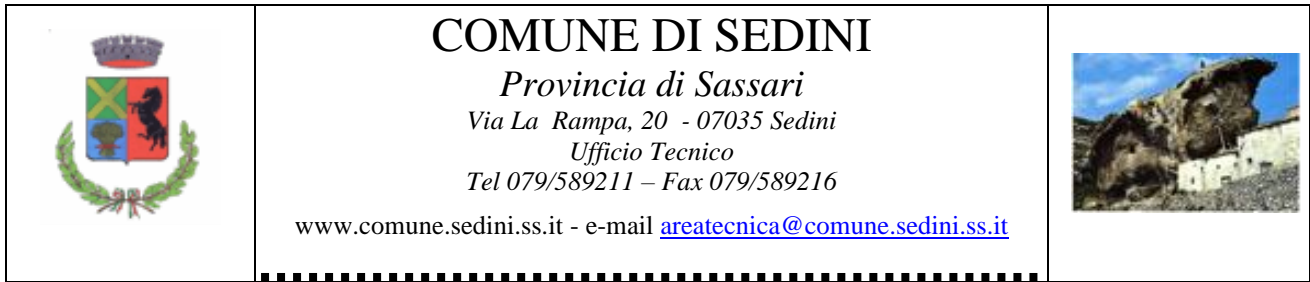 COMUNE DI SEDINI
Provincia di Sassari
Via La Rampa, 20 - 07035 Sedini
Ufficio Tecnico
Tel 079/589211 – Fax 079/589216
www.comune.sedini.ss.it - e-mail areatecnica@comune.sedini.ss.it